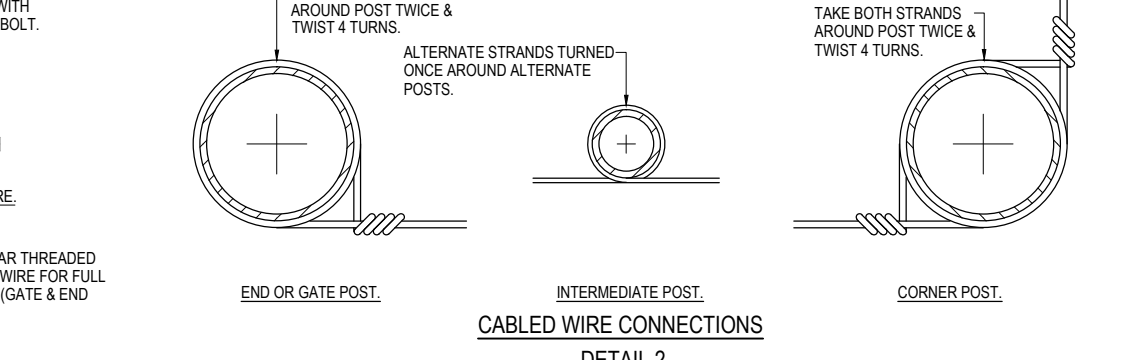 WITH
BOLT.
RE.
AR THREADED
WIRE FOR FULL
(GATE & END
AROUND POST TWICE &
TWIST 4 TURNS.
ALTERNATE STRANDS TURNED
ONCE AROUND ALTERNATE
POSTS.
TAKE BOTH STRANDS
AROUND POST TWICE &
TWIST 4 TURNS.
END OR GATE POST.
INTERMEDIATE POST.
CORNER POST.
CABLED WIRE CONNECTIONS
DETAIL 2